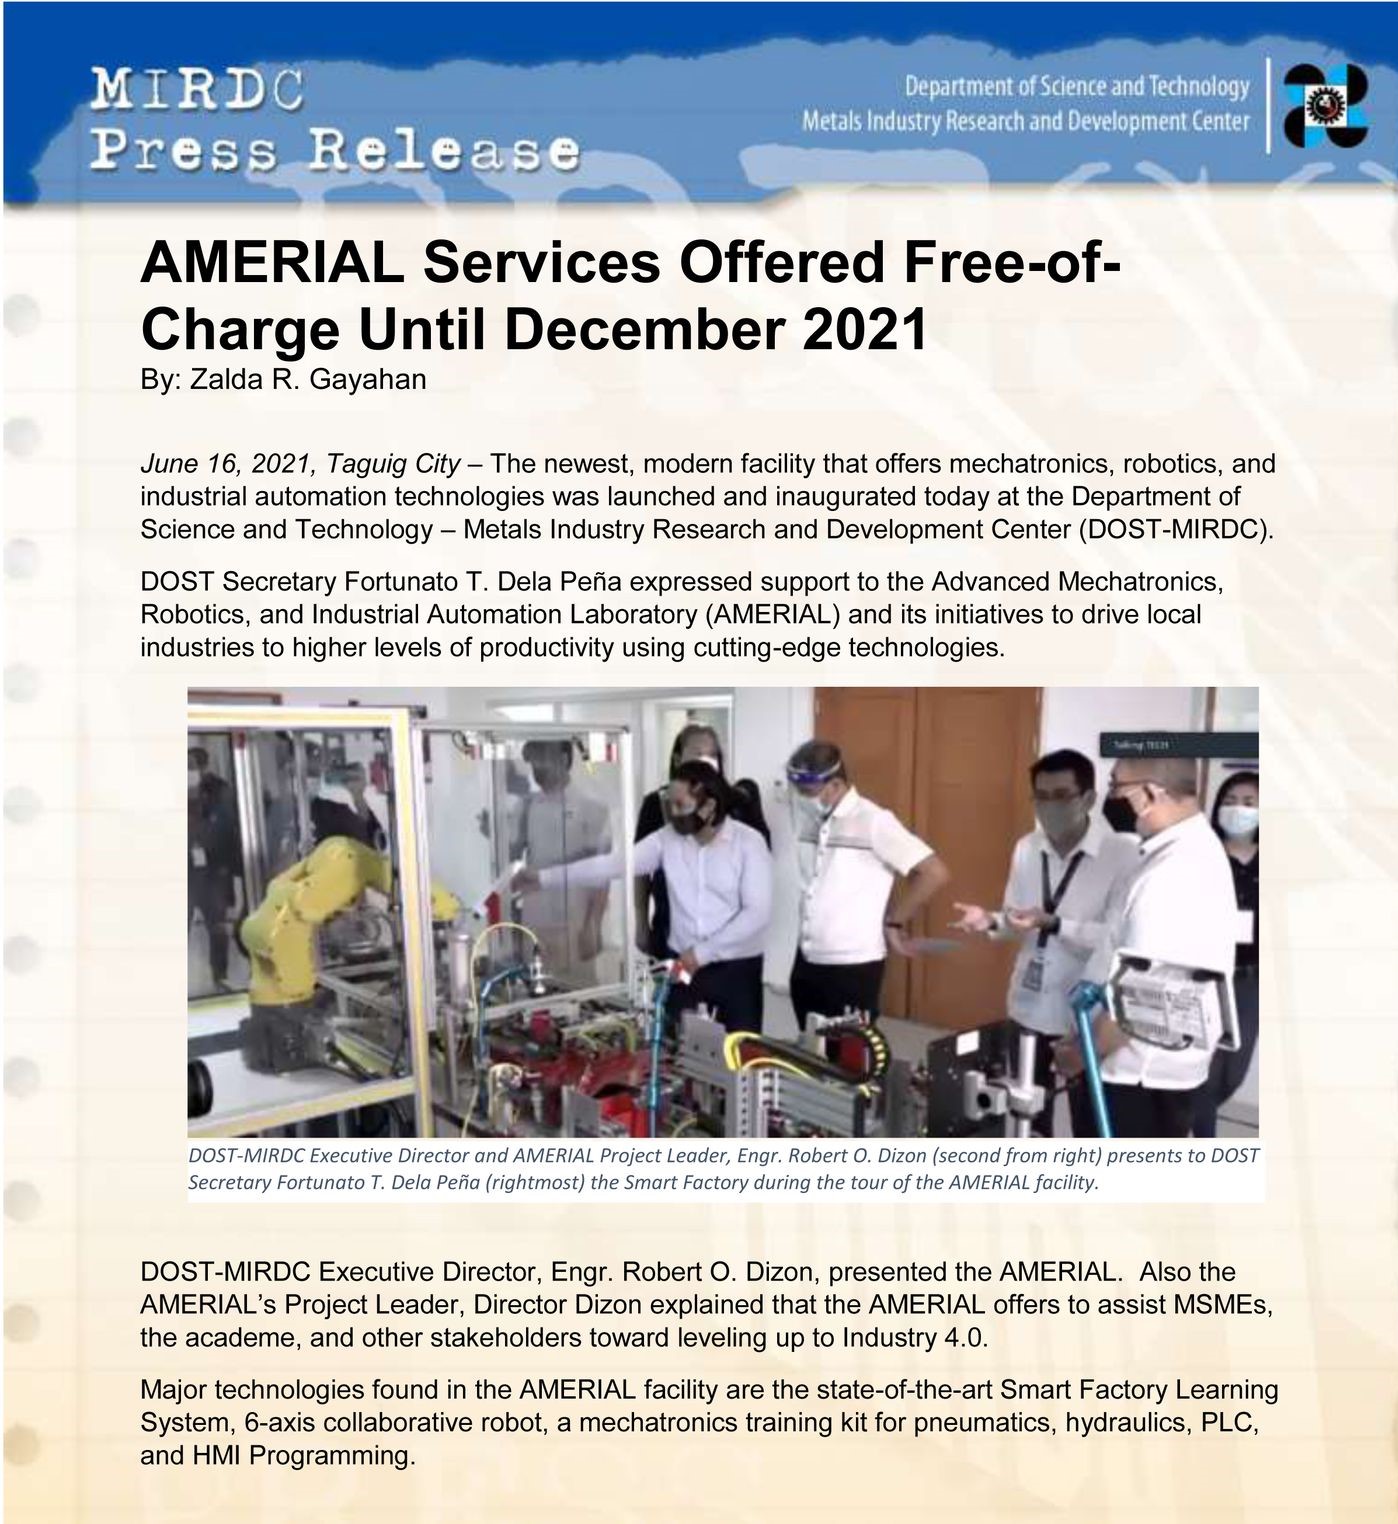 MIRDC
Press Release
Department of Science and Technology
Metals Industry Research and Development Center
AMERIAL Services Offered Free-of-
Charge Until December 2021
By: Zalda R. Gayahan
June 16, 2021, Taguig City – The newest, modern facility that offers mechatronics, robotics, and
industrial automation technologies was launched and inaugurated today at the Department of
Science and Technology – Metals Industry Research and Development Center (DOST-MIRDC).
DOST Secretary Fortunato T. Dela Peña expressed support to the Advanced Mechatronics,
Robotics, and Industrial Automation Laboratory (AMERIAL) and its initiatives to drive local
industries to higher levels of productivity using cutting-edge technologies.
Talking TECH
DOST-MIRDC Executive Director and AMERIAL Project Leader, Engr. Robert O. Dizon (second from right) presents to DOST
Secretary Fortunato T. Dela Peña (rightmost) the Smart Factory during the tour of the AMERIAL facility.
DOST-MIRDC Executive Director, Engr. Robert O. Dizon, presented the AMERIAL.  Also the
AMERIAL’s Project Leader, Director Dizon explained that the AMERIAL offers to assist MSMEs,
the academe, and other stakeholders toward leveling up to Industry 4.0.
Major technologies found in the AMERIAL facility are the state-of-the-art Smart Factory Learning
System, 6-axis collaborative robot, a mechatronics training kit for pneumatics, hydraulics, PLC,
and HMI Programming.